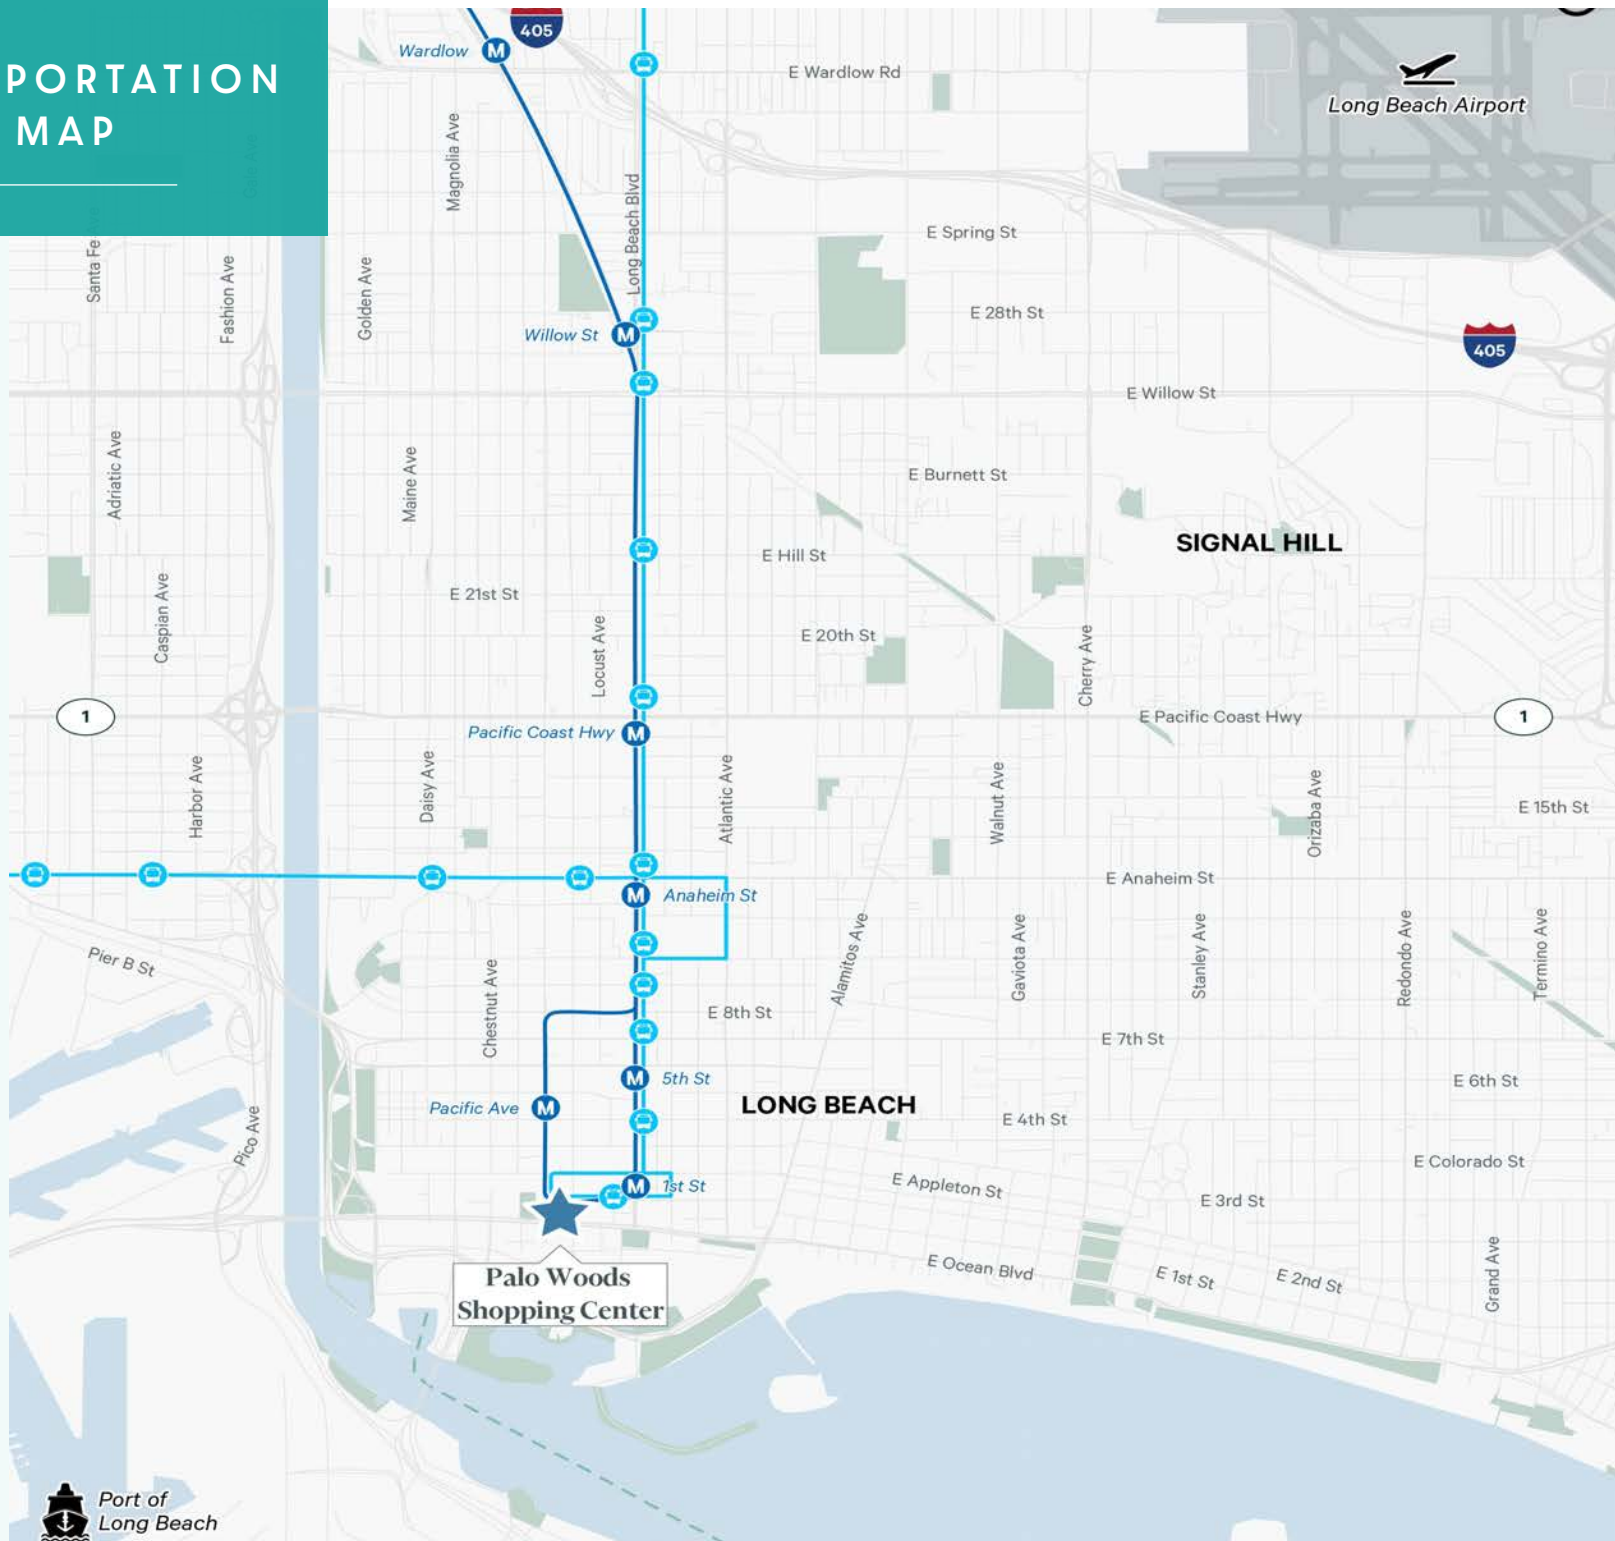 PORTATION
MAP
405
Wardlow
M
E Wardlow Rd
Long Beach Airport
Magnolia Ave
Long Beach Blvd
E Spring St
Santa Fe Ave
Fashion Ave
Golden Ave
E 28th St
Willow St
M
405
E Willow St
Adriatic Ave
Maine Ave
E Burnett St
SIGNAL HILL
E Hill St
E 21st St
Caspian Ave
Locust Ave
E 20th St
Cherry Ave
1
Pacific Coast Hwy
M
E Pacific Coast Hwy
1
Harbor Ave
Daisy Ave
Atlantic Ave
Walnut Ave
Orizaba Ave
E 15th St
E Anaheim St
M
Anaheim St
Pier B St
Chestnut Ave
Alamitos Ave
Gaviota Ave
Stanley Ave
Redondo Ave
Termino Ave
E 8th St
E 7th St
M
5th St
E 6th St
Pacific Ave
M
LONG BEACH
E 4th St
Pico Ave
E Colorado St
M
1st St
E Appleton St
E 3rd St
E Ocean Blvd
E 1st St
E 2nd St
Grand Ave
Palo Woods
Shopping Center
Port of
Long Beach